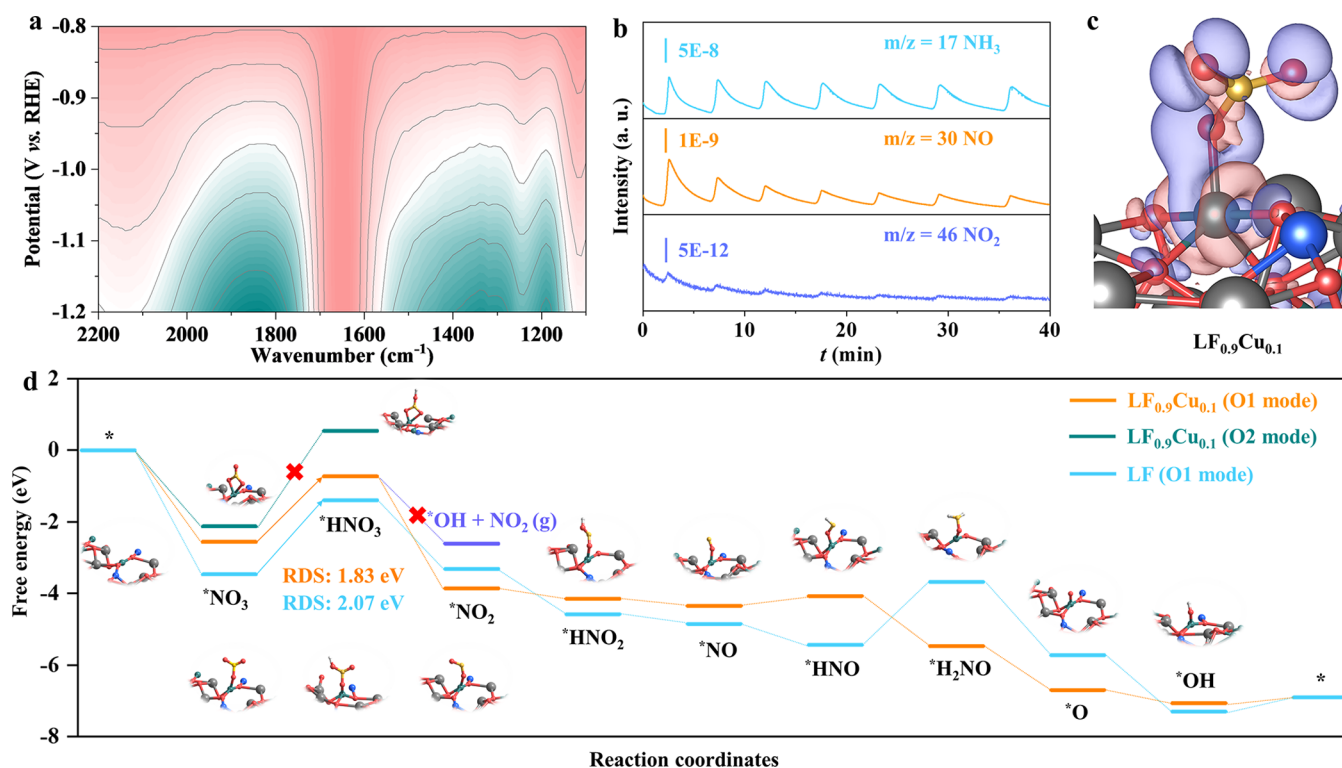 a
Potential (V vs. RHE)
-0.8
-0.9
-1.0
-1.1
-1.2
2200 2000 1800 1600 1400 1200
Wavenumber (cm⁻¹)
b
Intensity (a. u.)
5E-8
m/z = 17 NH₃
1E-9
m/z = 30 NO
5E-12
m/z = 46 NO₂
0 10 20 30 40
t (min)
c
LF₀.₉Cu₀.₁
d
Free energy (eV)
2
0
-2
-4
-6
-8
LF₀.₉Cu₀.₁ (O1 mode)
LF₀.₉Cu₀.₁ (O2 mode)
LF (O1 mode)
*
*NO₃
*HNO₃
RDS: 1.83 eV
RDS: 2.07 eV
*OH + NO₂ (g)
*NO₂
*HNO₂
*NO
*HNO
*H₂NO
*O
*OH
*
Reaction coordinates